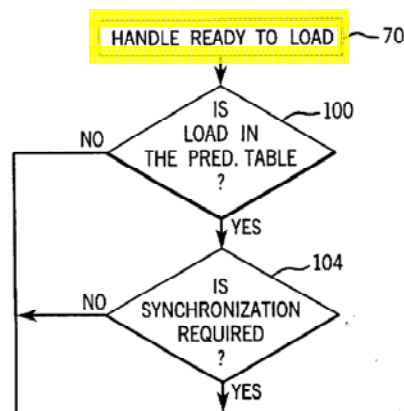 HANDLE READY TO LOAD 70
IS 100
LOAD IN
NO THE PRED. TABLE
?
YES
IS 104
NO SYNCHRONIZATION
REQUIRED
?
YES